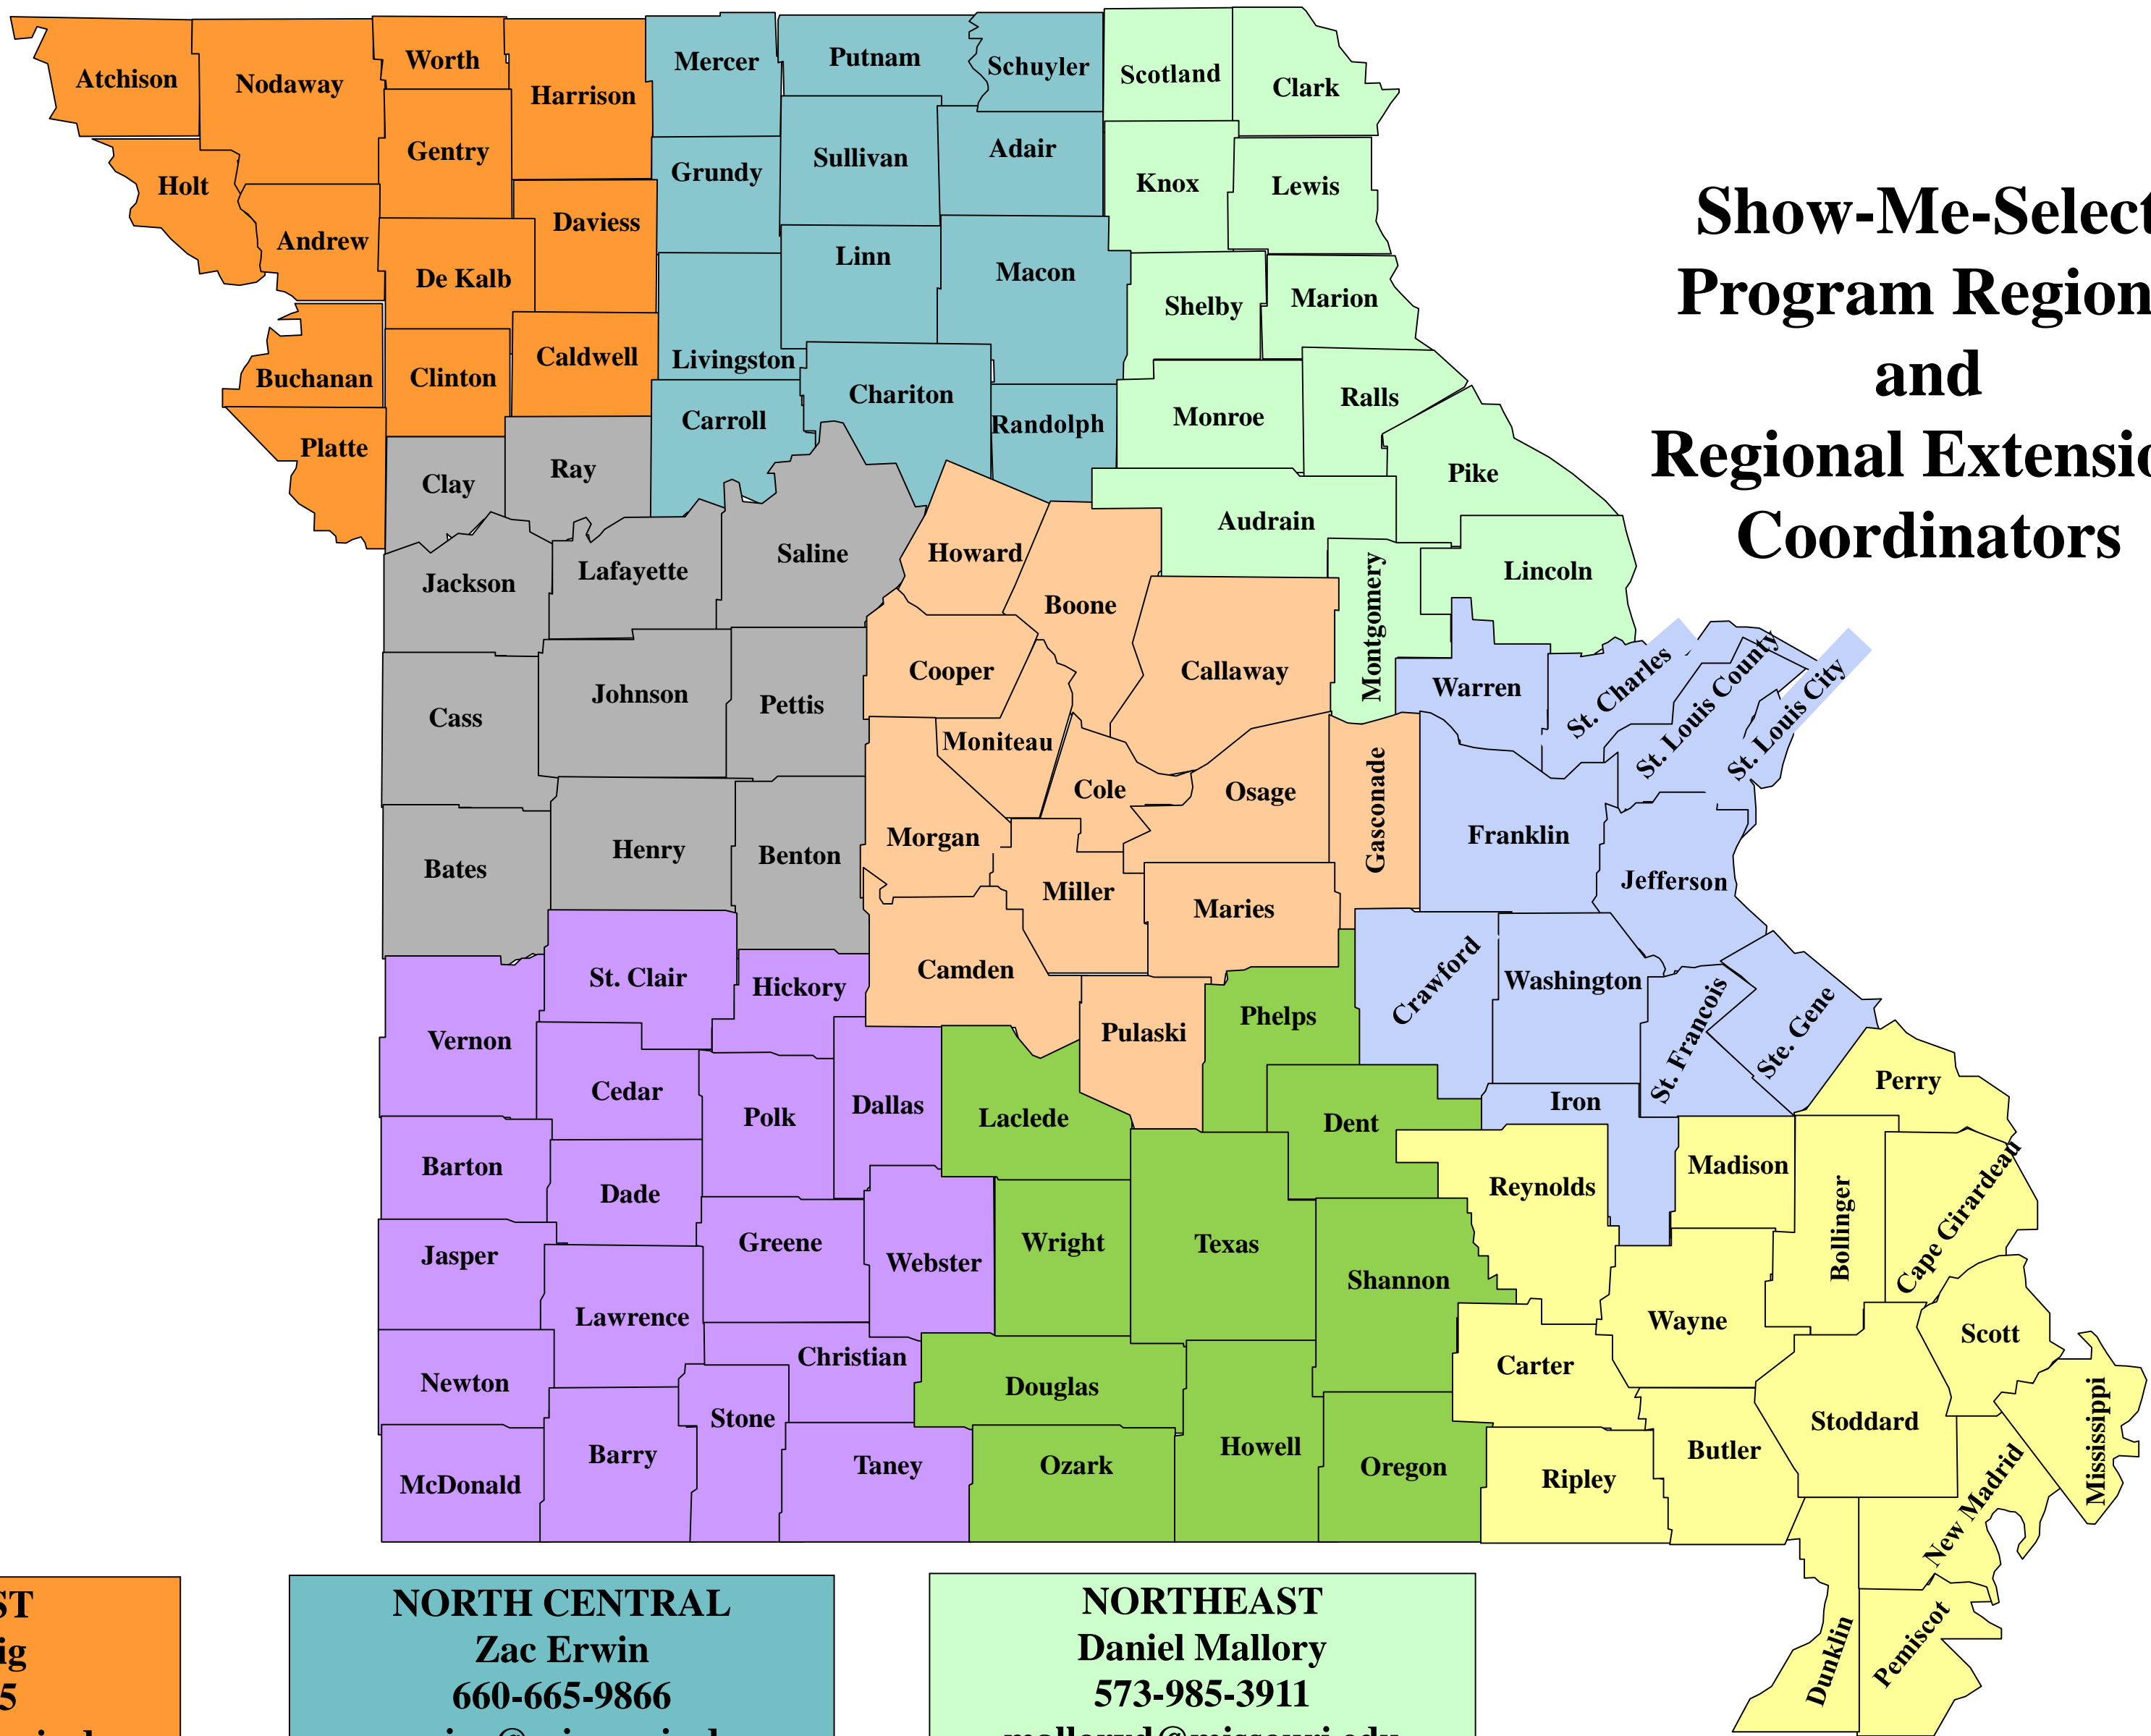 Show-Me-Select
Program Region
and
Regional Extensio
Coordinators
Atchison
Nodaway
Worth
Harrison
Mercer
Putnam
Schuyler
Scotland
Clark
Gentry
Holt
Grundy
Sullivan
Adair
Knox
Lewis
Andrew
Daviess
De Kalb
Linn
Macon
Shelby
Marion
Buchanan
Clinton
Caldwell
Livingston
Chariton
Randolph
Monroe
Ralls
Platte
Carroll
Clay
Ray
Pike
Audrain
Jackson
Lafayette
Saline
Howard
Boone
Montgomery
Lincoln
Cooper
Callaway
Warren
St. Charles
St. Louis County
St. Louis City
Cass
Johnson
Pettis
Moniteau
Cole
Osage
Gasconade
Franklin
Bates
Henry
Benton
Morgan
Miller
Maries
Jefferson
St. Clair
Hickory
Camden
Crawford
Washington
St. Francois
Ste. Gene
Vernon
Pulaski
Phelps
Cedar
Polk
Dallas
Laclede
Dent
Iron
Perry
Barton
Dade
Reynolds
Madison
Bollinger
Cape Girardean
Jasper
Greene
Webster
Wright
Texas
Shannon
Lawrence
Wayne
Scott
Newton
Christian
Douglas
Carter
Stoddard
Mississippi
McDonald
Barry
Stone
Taney
Ozark
Howell
Oregon
Ripley
Butler
New Madrid
Dunklin
Pemiscot
ST
ig
5
NORTH CENTRAL
Zac Erwin
660-665-9866
NORTHEAST
Daniel Mallory
573-985-3911
malloryd@missouri.edu